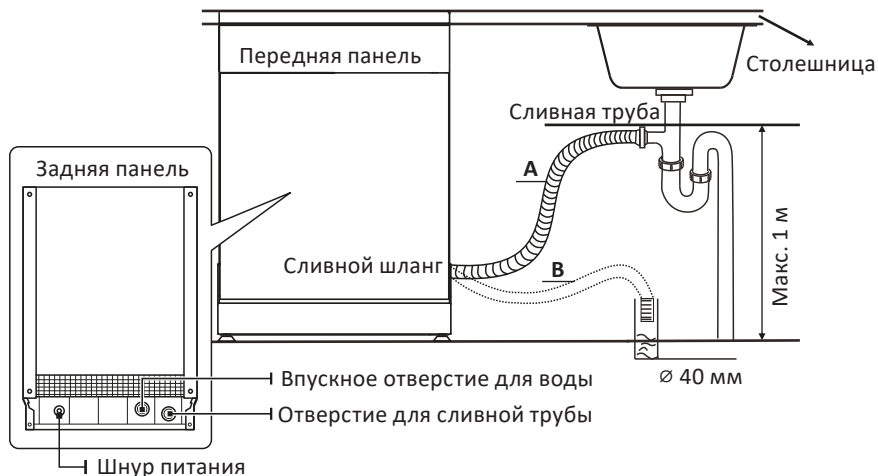 Передняя панель
Столешница
Сливная труба
Задняя панель
A
Макс. 1 м
Сливной шланг
B
Ø 40 мм
Впускное отверстие для воды
Отверстие для сливной трубы
Шнур питания